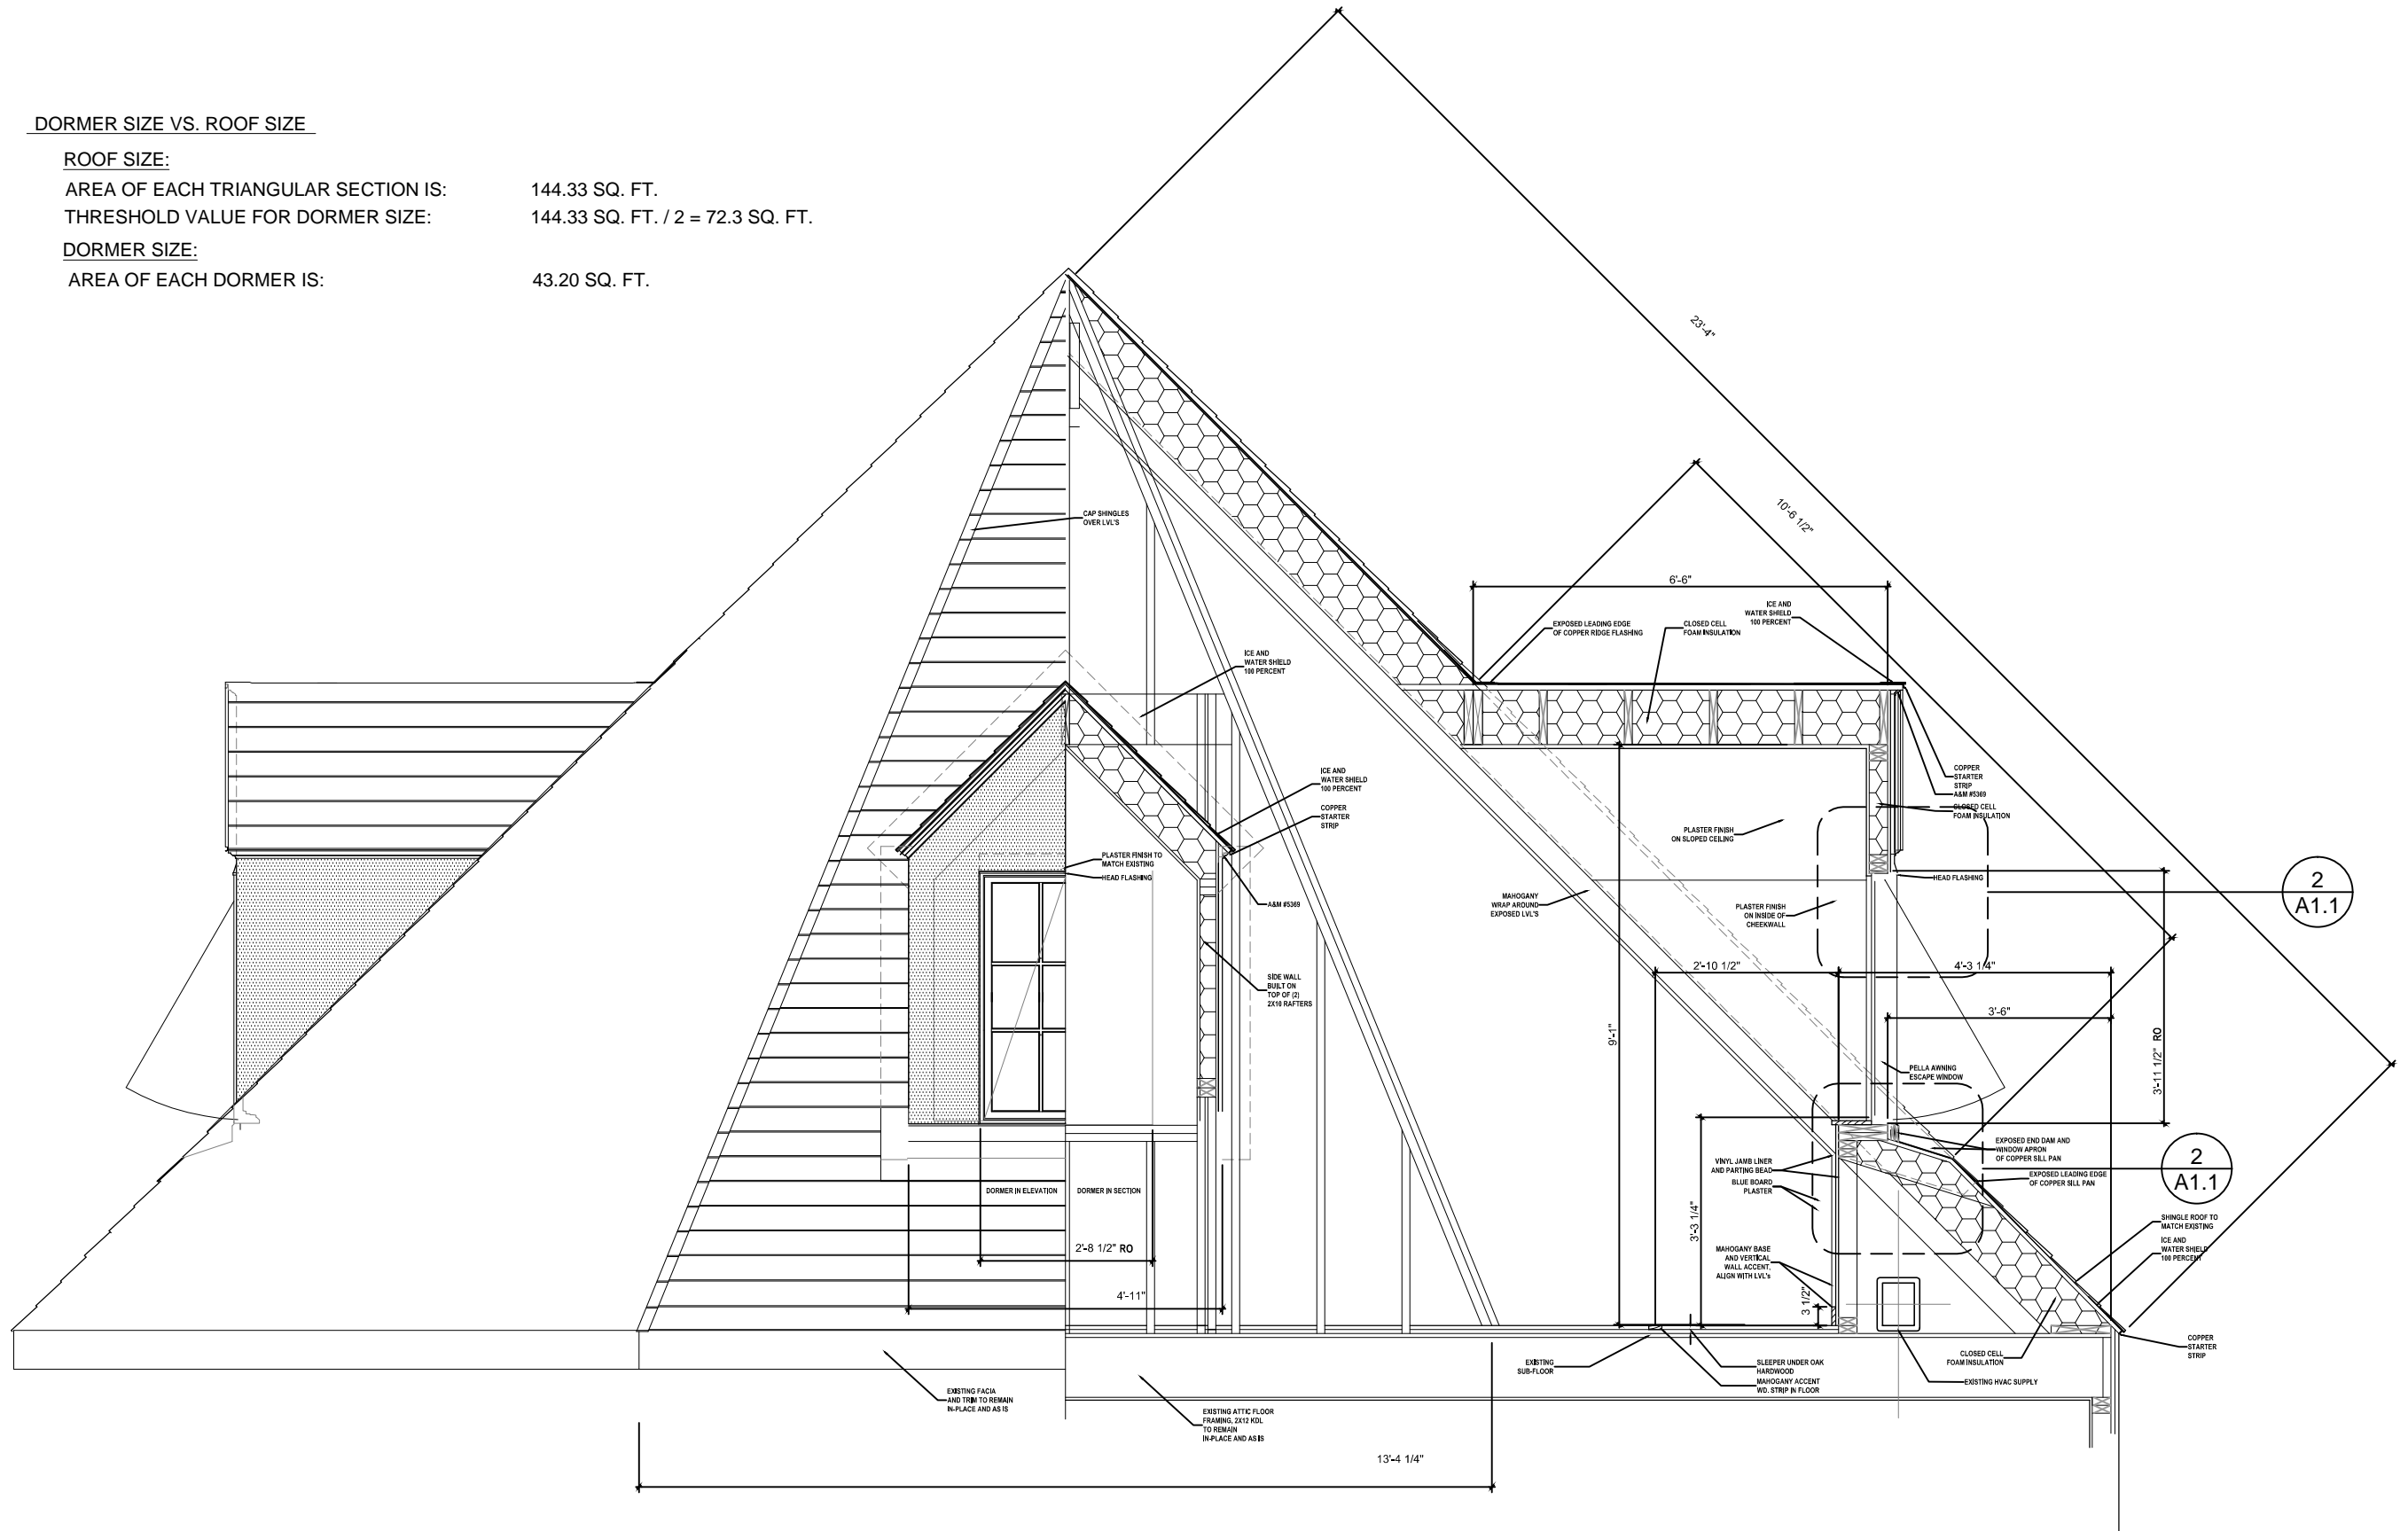 DORMER SIZE VS. ROOF SIZE
ROOF SIZE:
AREA OF EACH TRIANGULAR SECTION IS: 144.33 SQ. FT.
THRESHOLD VALUE FOR DORMER SIZE: 144.33 SQ. FT. / 2 = 72.3 SQ. FT.
DORMER SIZE:
AREA OF EACH DORMER IS: 43.20 SQ. FT.
23'-4"
10'-6 1/2"
CAP SHINGLES
OVER LVL'S
6'-6"
ICE AND
WATER SHIELD
100 PERCENT
EXPOSED LEADING EDGE
OF COPPER RIDGE FLASHING
CLOSED CELL
FOAM INSULATION
ICE AND
WATER SHIELD
100 PERCENT
ICE AND
WATER SHIELD
100 PERCENT
COPPER
STARTER
STRIP
COPPER
STARTER
STRIP
A&M #5369
CLOSED CELL
FOAM INSULATION
PLASTER FINISH
ON SLOPED CEILING
PLASTER FINISH TO
MATCH EXISTING
HEAD FLASHING
HEAD FLASHING
A&M #5369
MAHOGANY
WRAP AROUND
EXPOSED LVL'S
PLASTER FINISH
ON INSIDE OF
CHEEKWALL
2
A1.1
SIDE WALL
BUILT ON
TOP OF (2)
2X10 RAFTERS
2'-10 1/2"
4'-3 1/4"
3'-6"
9'-1"
3'-11 1/2" RO
PELLA AWNING
ESCAPE WINDOW
EXPOSED END DAM AND
WINDOW APRON
OF COPPER SILL PAN
VINYL JAMB LINER
AND PARTING BEAD
BLUE BOARD
PLASTER
EXPOSED LEADING EDGE
OF COPPER SILL PAN
2
A1.1
DORMER IN ELEVATION
DORMER IN SECTION
3'-3 1/4"
SHINGLE ROOF TO
MATCH EXISTING
ICE AND
WATER SHIELD
100 PERCENT
2'-8 1/2" RO
MAHOGANY BASE
AND VERTICAL
WALL ACCENT.
ALIGN WITH LVL's
4'-11"
3 1/2"
COPPER
STARTER
STRIP
EXISTING
SUB-FLOOR
SLEEPER UNDER OAK
HARDWOOD
MAHOGANY ACCENT
WD. STRIP IN FLOOR
CLOSED CELL
FOAM INSULATION
EXISTING HVAC SUPPLY
EXISTING FACIA
AND TRIM TO REMAIN
IN-PLACE AND AS IS
EXISTING ATTIC FLOOR
FRAMING, 2X12 KDL
TO REMAIN
IN-PLACE AND AS IS
13'-4 1/4"